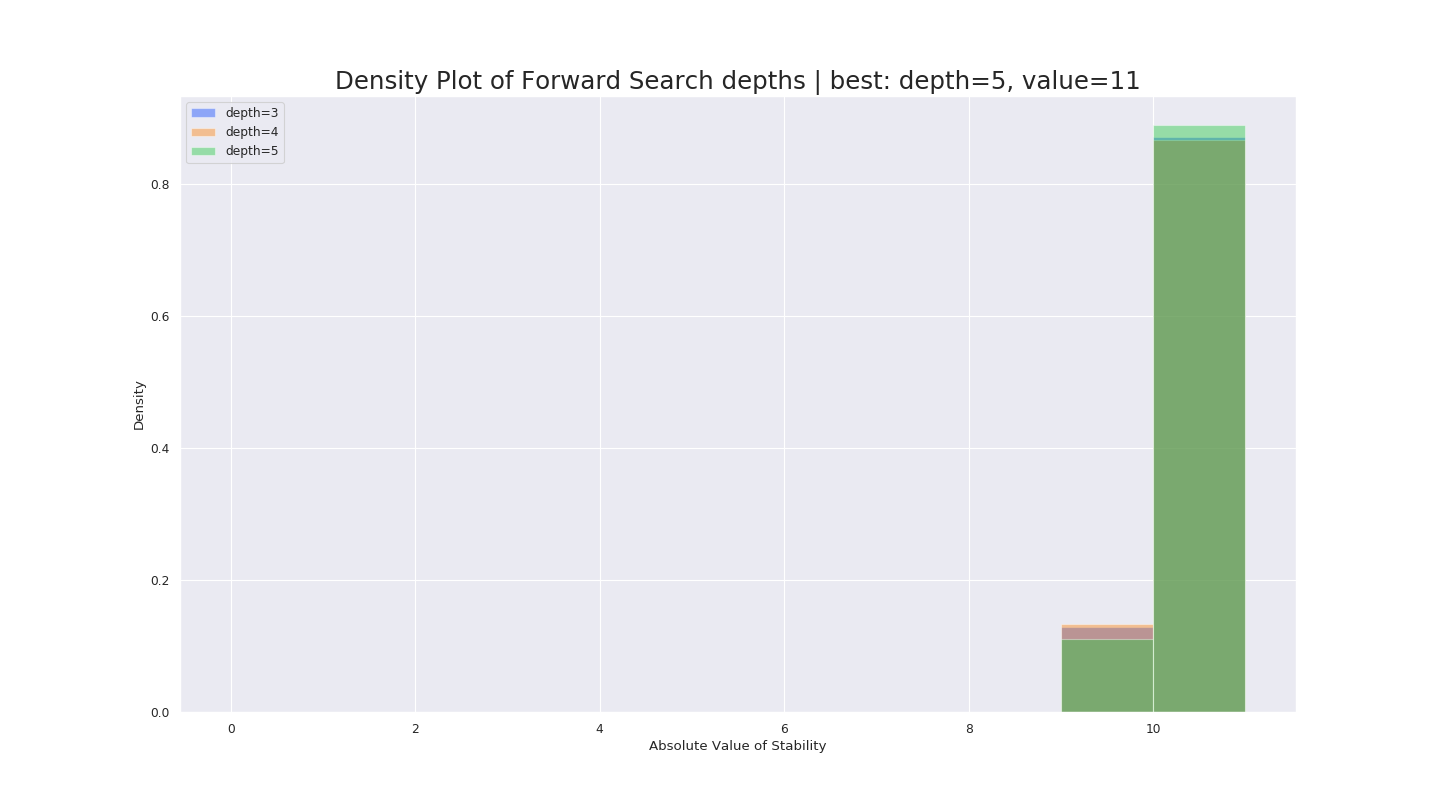 Density Plot of Forward Search depths | best: depth=5, value=11
depth=3
depth=4
depth=5
Density
0.8
0.6
0.4
0.2
0.0
0 2 4 6 8 10
Absolute Value of Stability